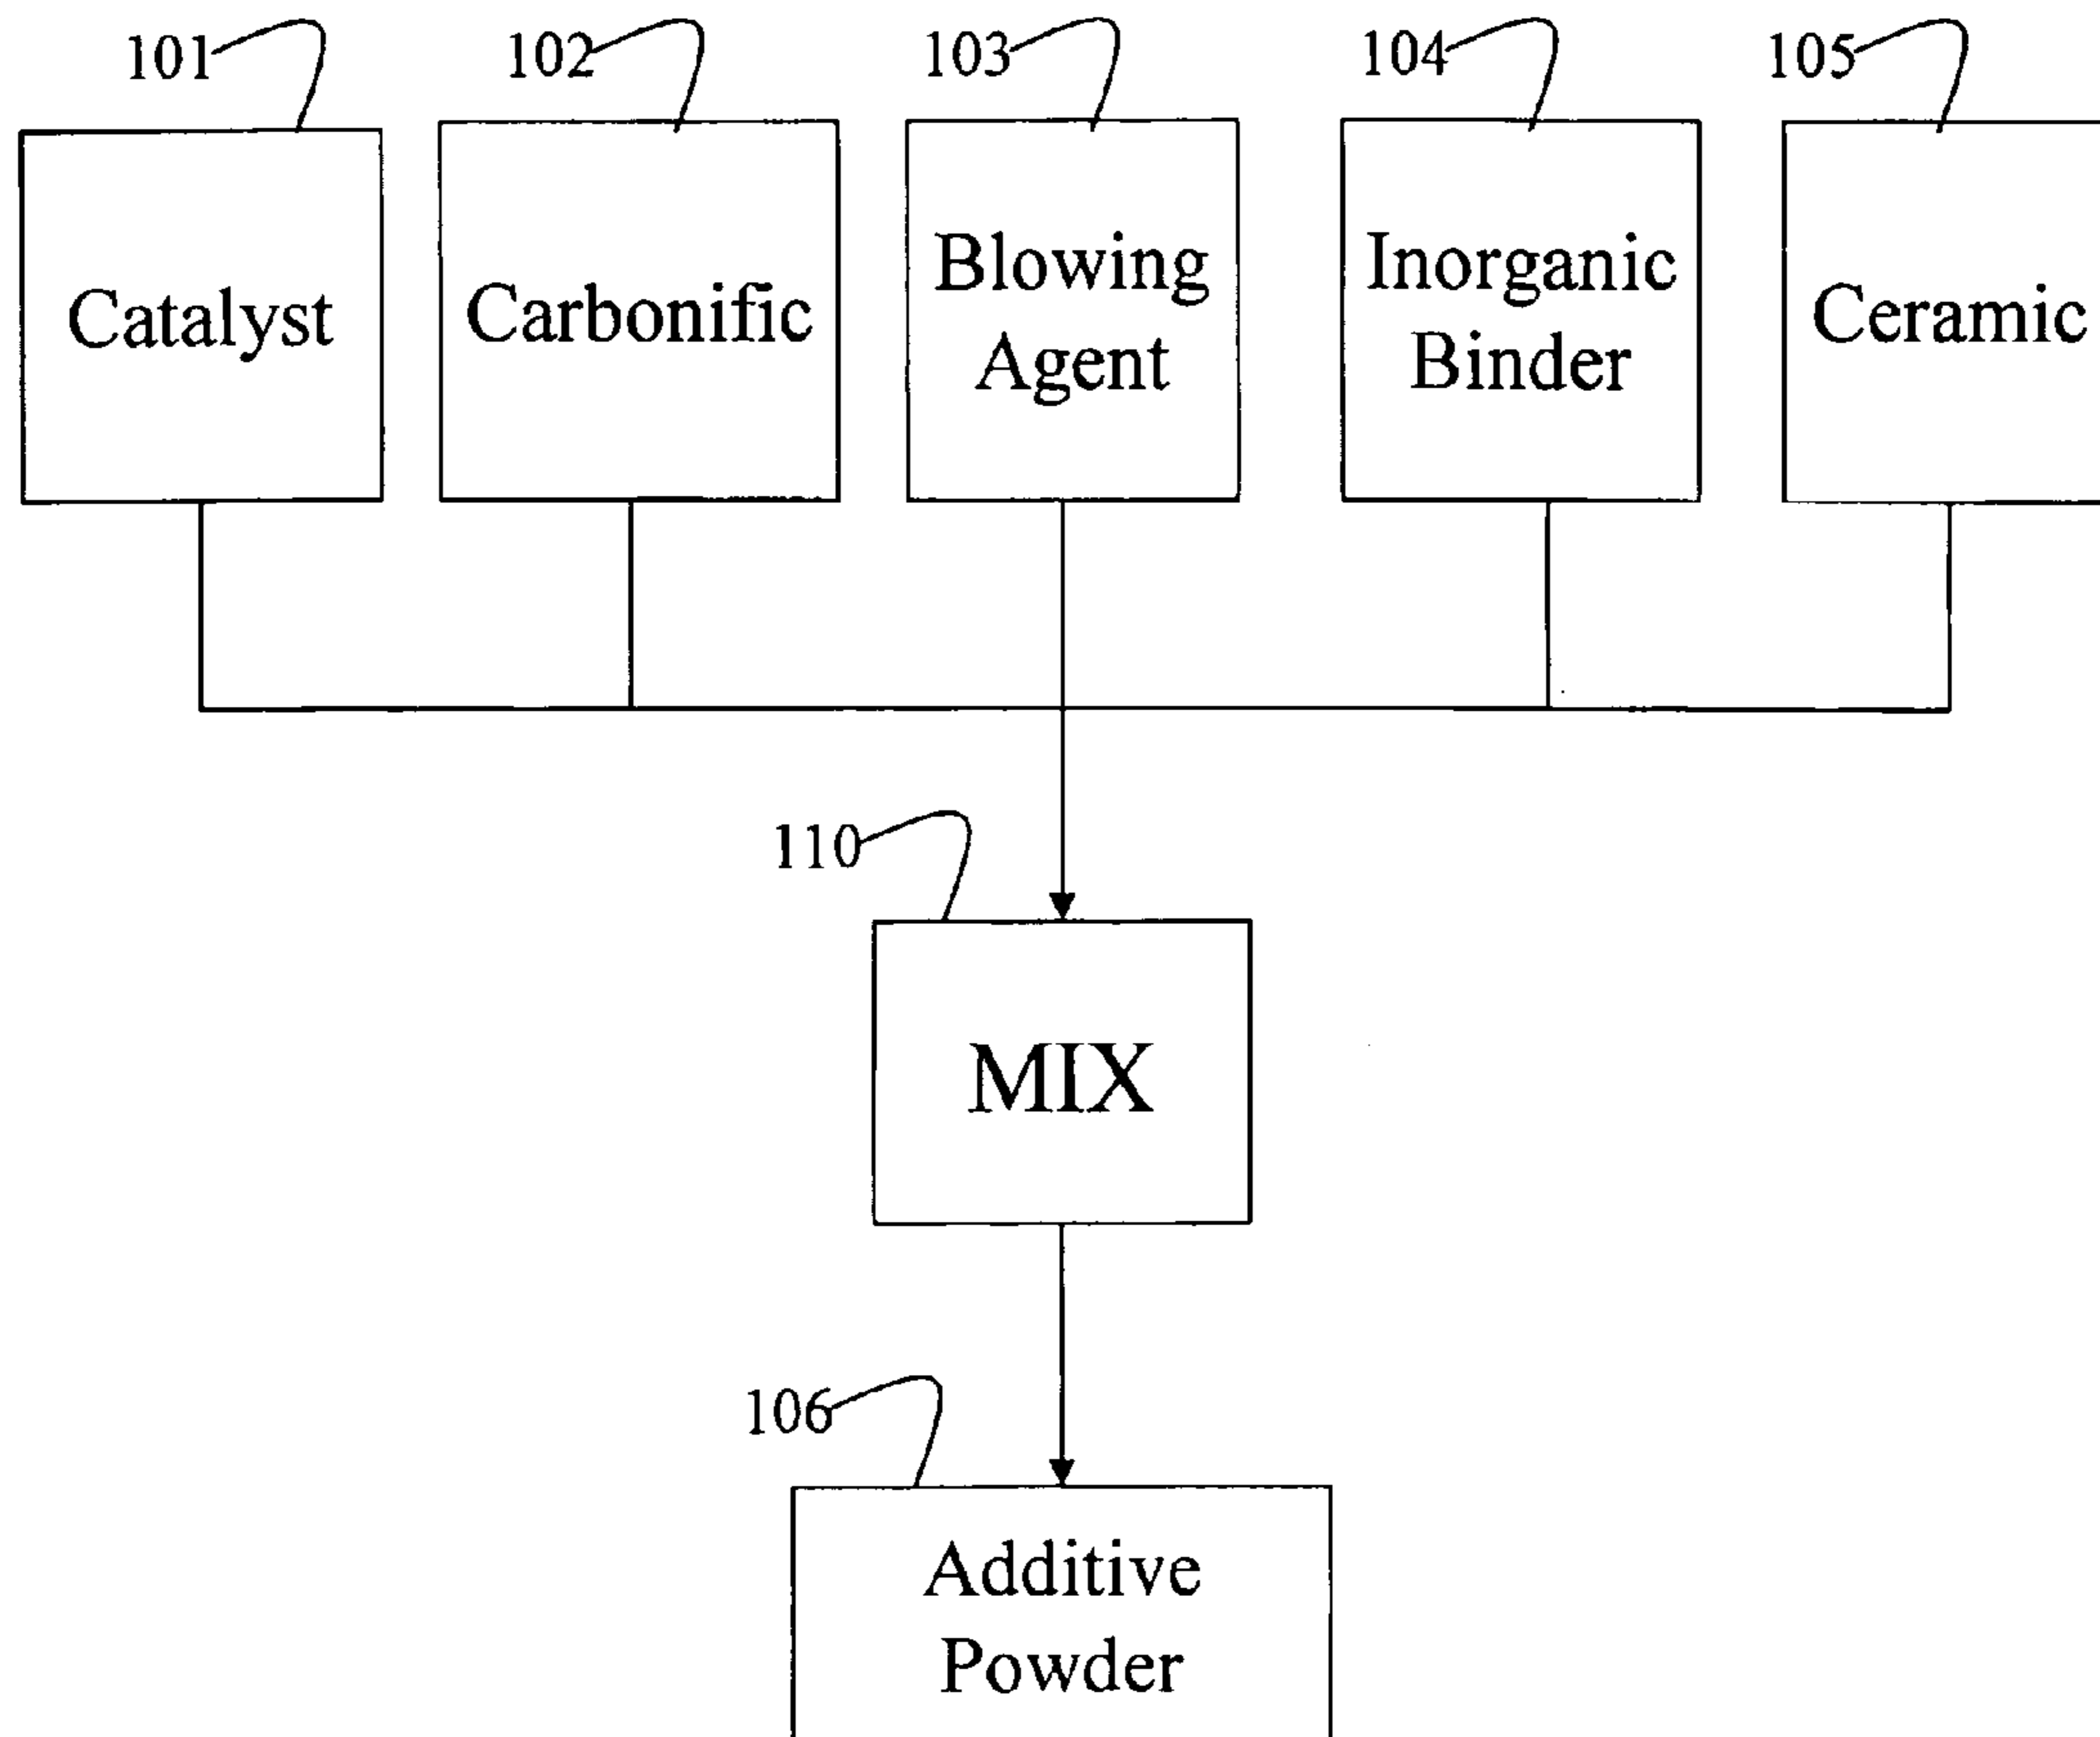 101
102
103
104
105
Catalyst
Carbonific
Blowing
Agent
Inorganic
Binder
Ceramic
110
MIX
106
Additive
Powder